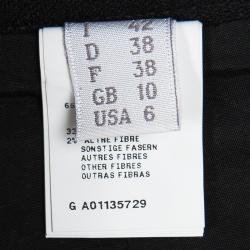 I 42
D 38
F 38
GB 10
USA 6
2% ALTRE FIBRE
SONSTIGE FASERN
AUTRES FIBRES
OTHER FIBRES
OUTRAS FIBRAS
G A01135729